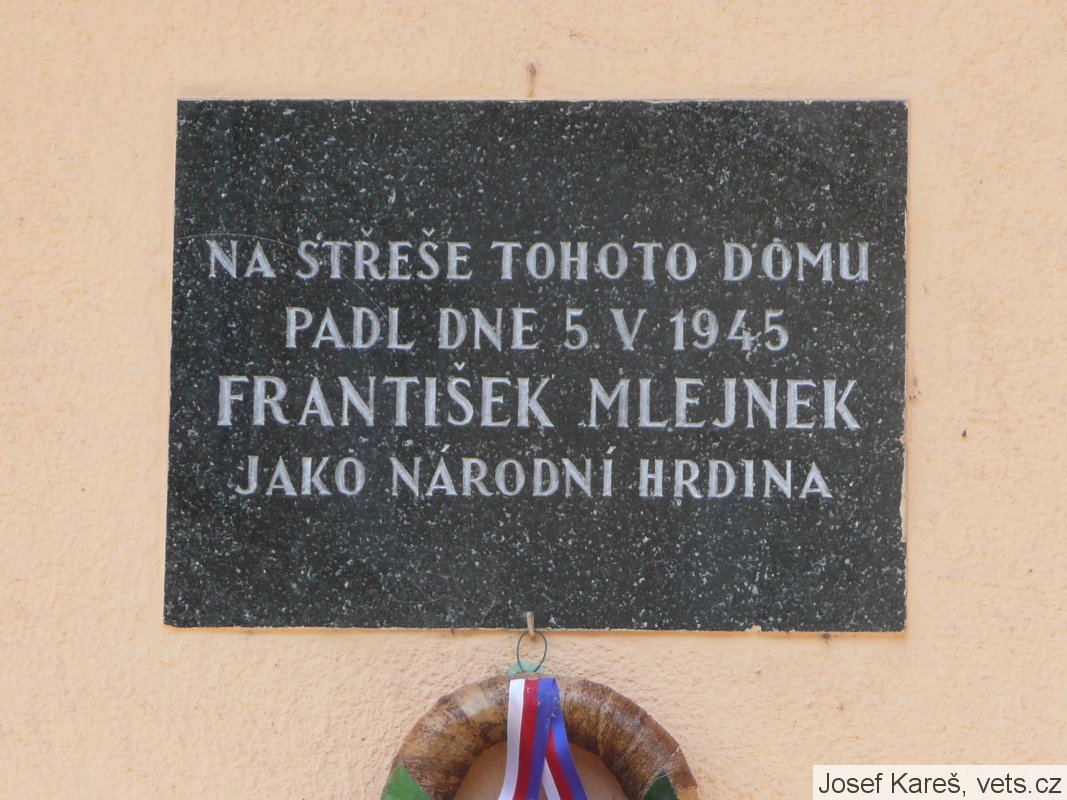 NA STŘEŠE TOHOTO DOMU
PADL DNE 5 V 1945
FRANTIŠEK MLEJNEK
JAKO NÁRODNÍ HRDINA
Josef Kareš, vets.cz